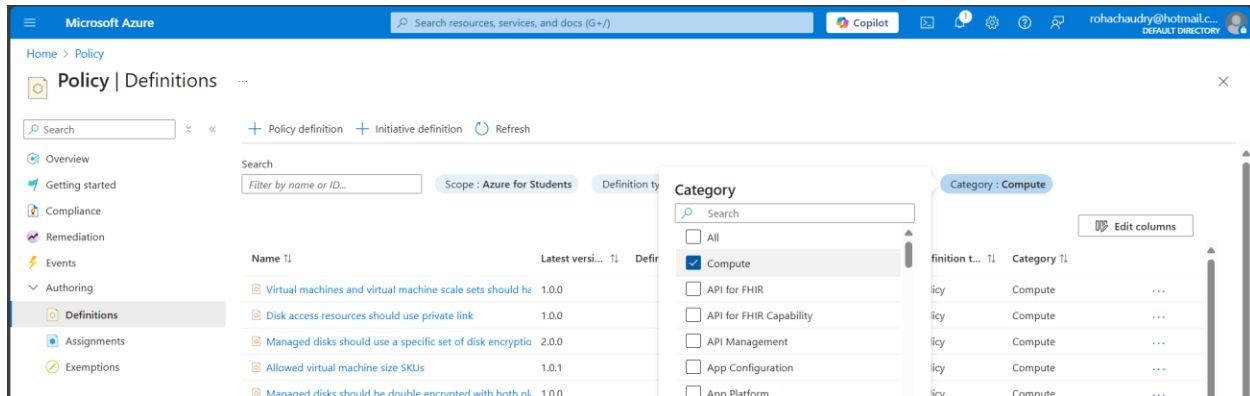 Microsoft Azure
Search resources, services, and docs (G+/)
Copilot
1
rohachaudry@hotmail.c...
DEFAULT DIRECTORY
Home > Policy
Policy | Definitions ...
Search
+ Policy definition + Initiative definition Refresh
Overview
Getting started
Compliance
Remediation
Events
Authoring
Definitions
Assignments
Exemptions
Search
Filter by name or ID...
Scope : Azure for Students
Definition ty
Category : Compute
Category
Search
All
Compute
API for FHIR
API for FHIR Capability
API Management
App Configuration
App Platform
Edit columns
Name ↑↓ Latest versi... ↑↓ Defir finition t... ↑↓ Category ↑↓
Virtual machines and virtual machine scale sets should ha 1.0.0 licy Compute ...
Disk access resources should use private link 1.0.0 licy Compute ...
Managed disks should use a specific set of disk encryptio 2.0.0 licy Compute ...
Allowed virtual machine size SKUs 1.0.1 licy Compute ...
Managed disks should be double encrypted with both pl 1.0.0 licy Compute ...